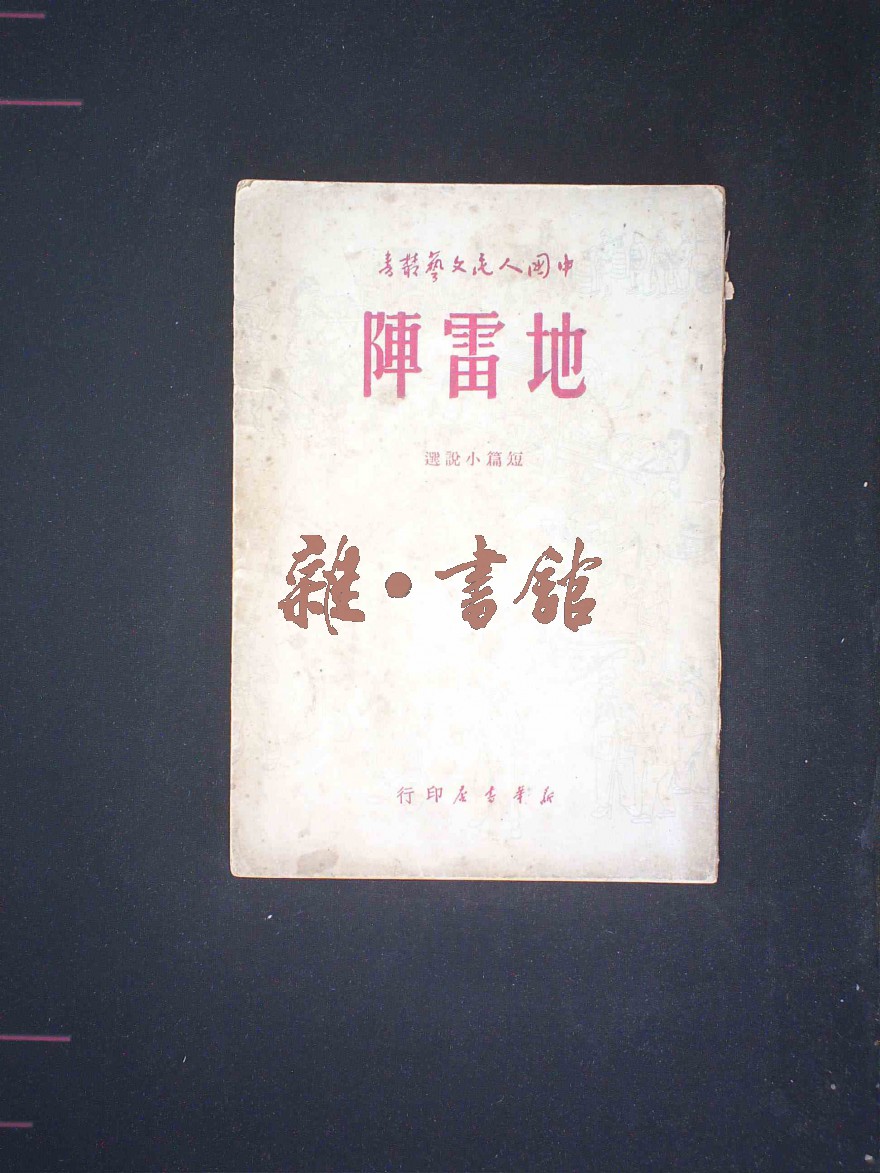 中国人民文藝叢書
地雷陣
短篇小說選
雜·書館
新華書店印行